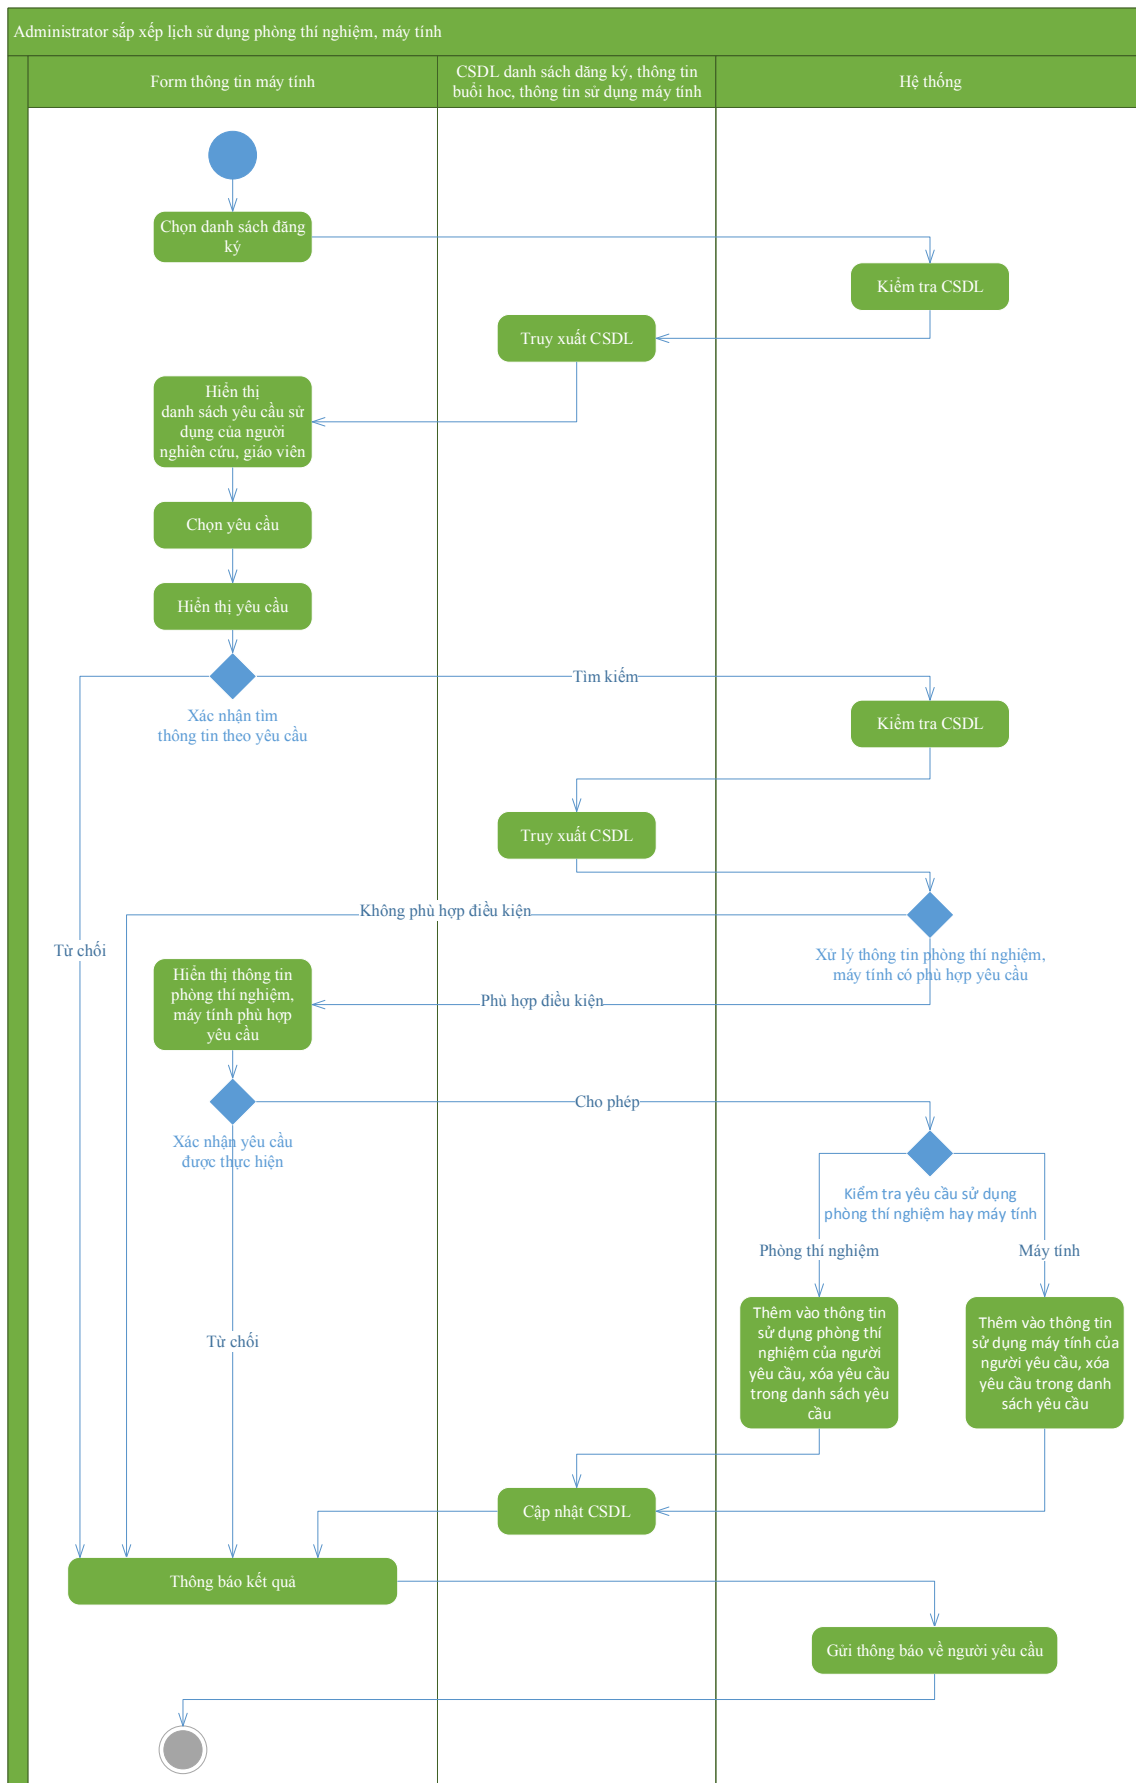 Administrator sắp xếp lịch sử dụng phòng thí nghiệm, máy tính
Form thông tin máy tính
CSDL danh sách dăng ký, thông tin
buổi hoc, thông tin sử dụng máy tính
Hệ thống
Chọn danh sách đăng
ký
Kiểm tra CSDL
Truy xuất CSDL
Hiển thị
danh sách yêu cầu sử
dụng của người
nghiên cứu, giáo viên
Chọn yêu cầu
Hiển thị yêu cầu
Tìm kiếm
Xác nhận tìm
thông tin theo yêu cầu
Kiểm tra CSDL
Truy xuất CSDL
Không phù hợp điều kiện
Từ chối
Xử lý thông tin phòng thí nghiệm,
máy tính có phù hợp yêu cầu
Hiển thị thông tin
phòng thí nghiệm,
máy tính phù hợp
yêu cầu
Phù hợp điều kiện
Cho phép
Xác nhận yêu cầu
được thực hiện
Kiểm tra yêu cầu sử dụng
phòng thí nghiệm hay máy tính
Phòng thí nghiệm
Máy tính
Từ chối
Thêm vào thông tin
sử dụng phòng thí
nghiệm của người
yêu cầu, xóa yêu cầu
trong danh sách yêu
cầu
Thêm vào thông tin
sử dụng máy tính của
người yêu cầu, xóa
yêu cầu trong danh
sách yêu cầu
Cập nhật CSDL
Thông báo kết quả
Gửi thông báo về người yêu cầu